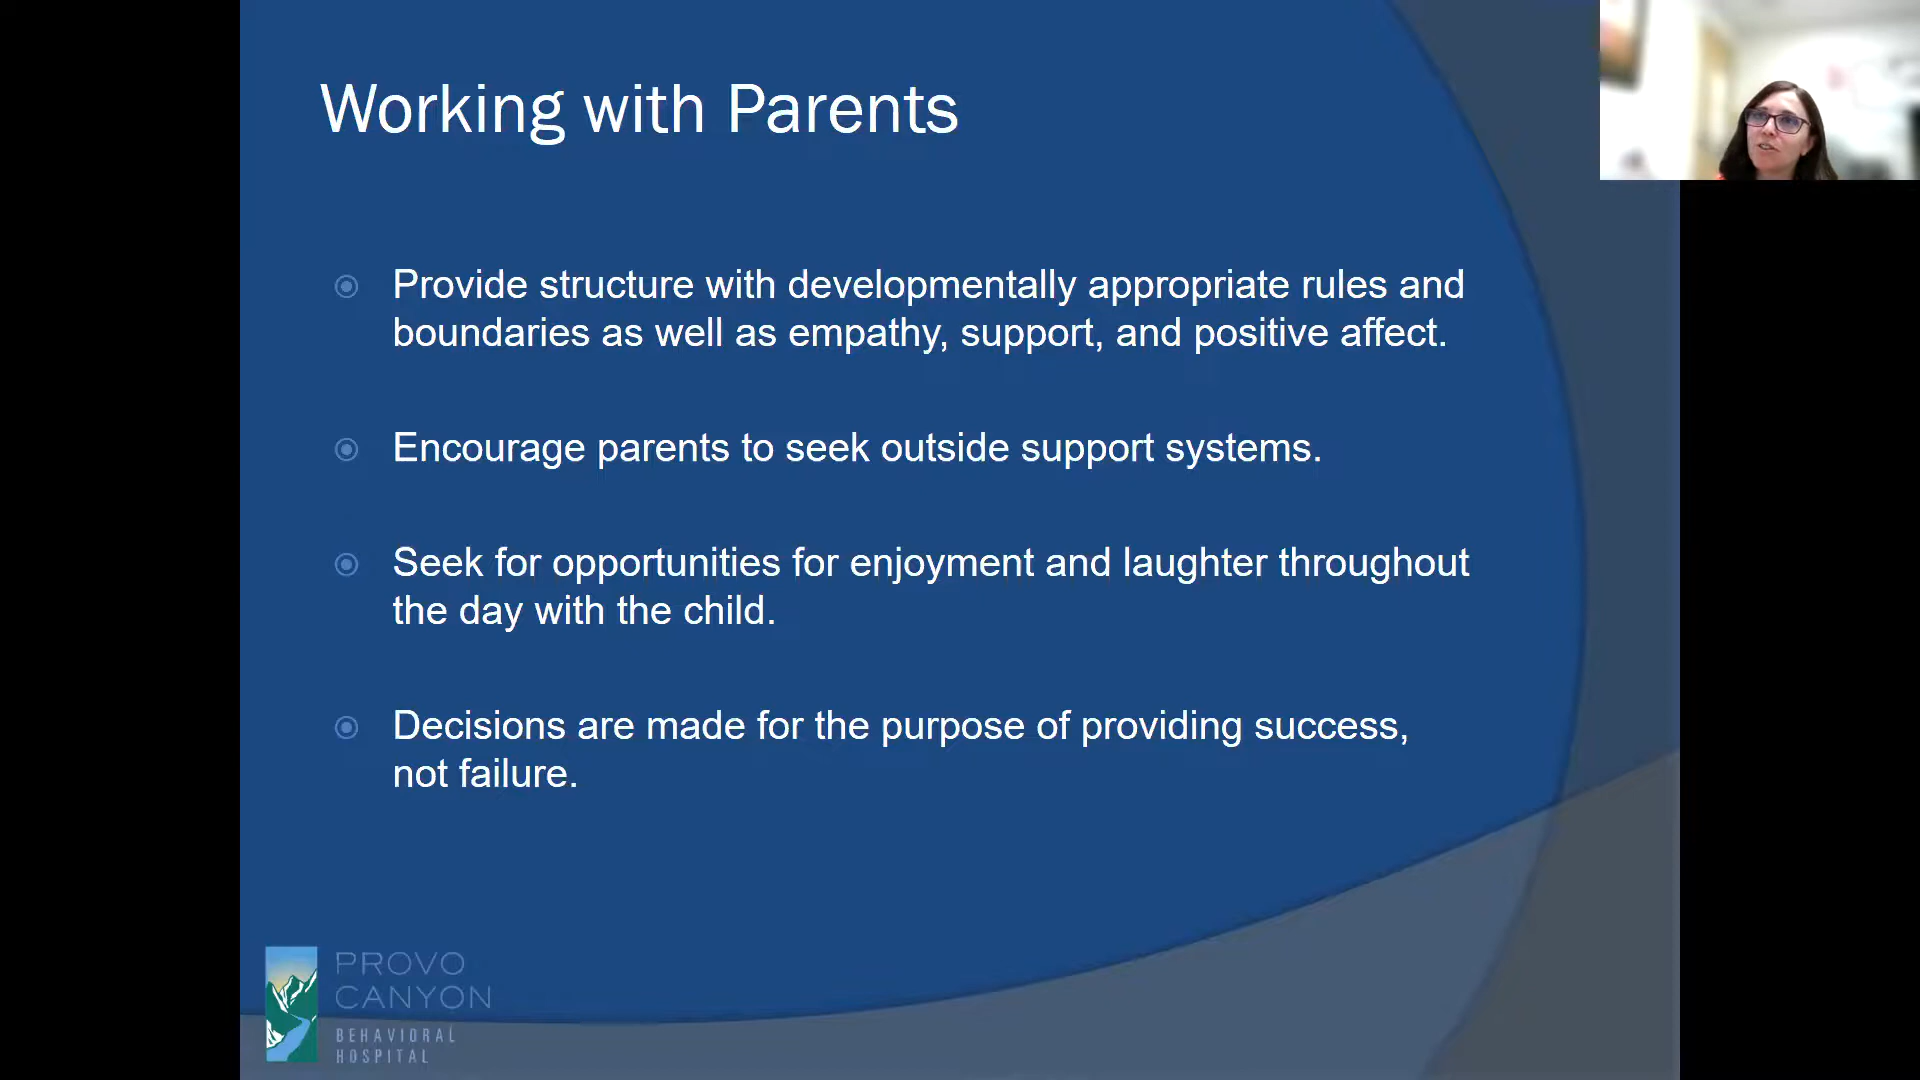 Working with Parents
Provide structure with developmentally appropriate rules and
boundaries as well as empathy, support, and positive affect.
Encourage parents to seek outside support systems.
Seek for opportunities for enjoyment and laughter throughout
the day with the child.
Decisions are made for the purpose of providing success,
not failure.
PROVO
CANYON
BEHAVIORAL
HOSPITAL